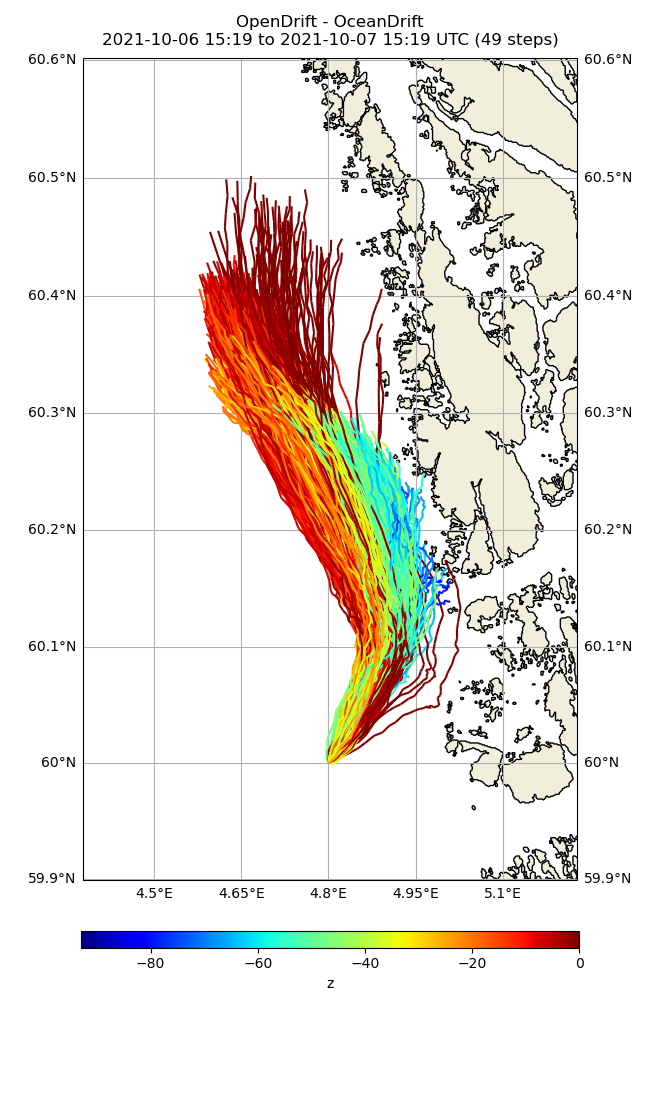 OpenDrift - OceanDrift
2021-10-06 15:19 to 2021-10-07 15:19 UTC (49 steps)
60.6°N 60.6°N
60.5°N 60.5°N
60.4°N 60.4°N
60.3°N 60.3°N
60.2°N 60.2°N
60.1°N 60.1°N
60°N 60°N
59.9°N 59.9°N
4.5°E 4.65°E 4.8°E 4.95°E 5.1°E
−80 −60 −40 −20 0
z